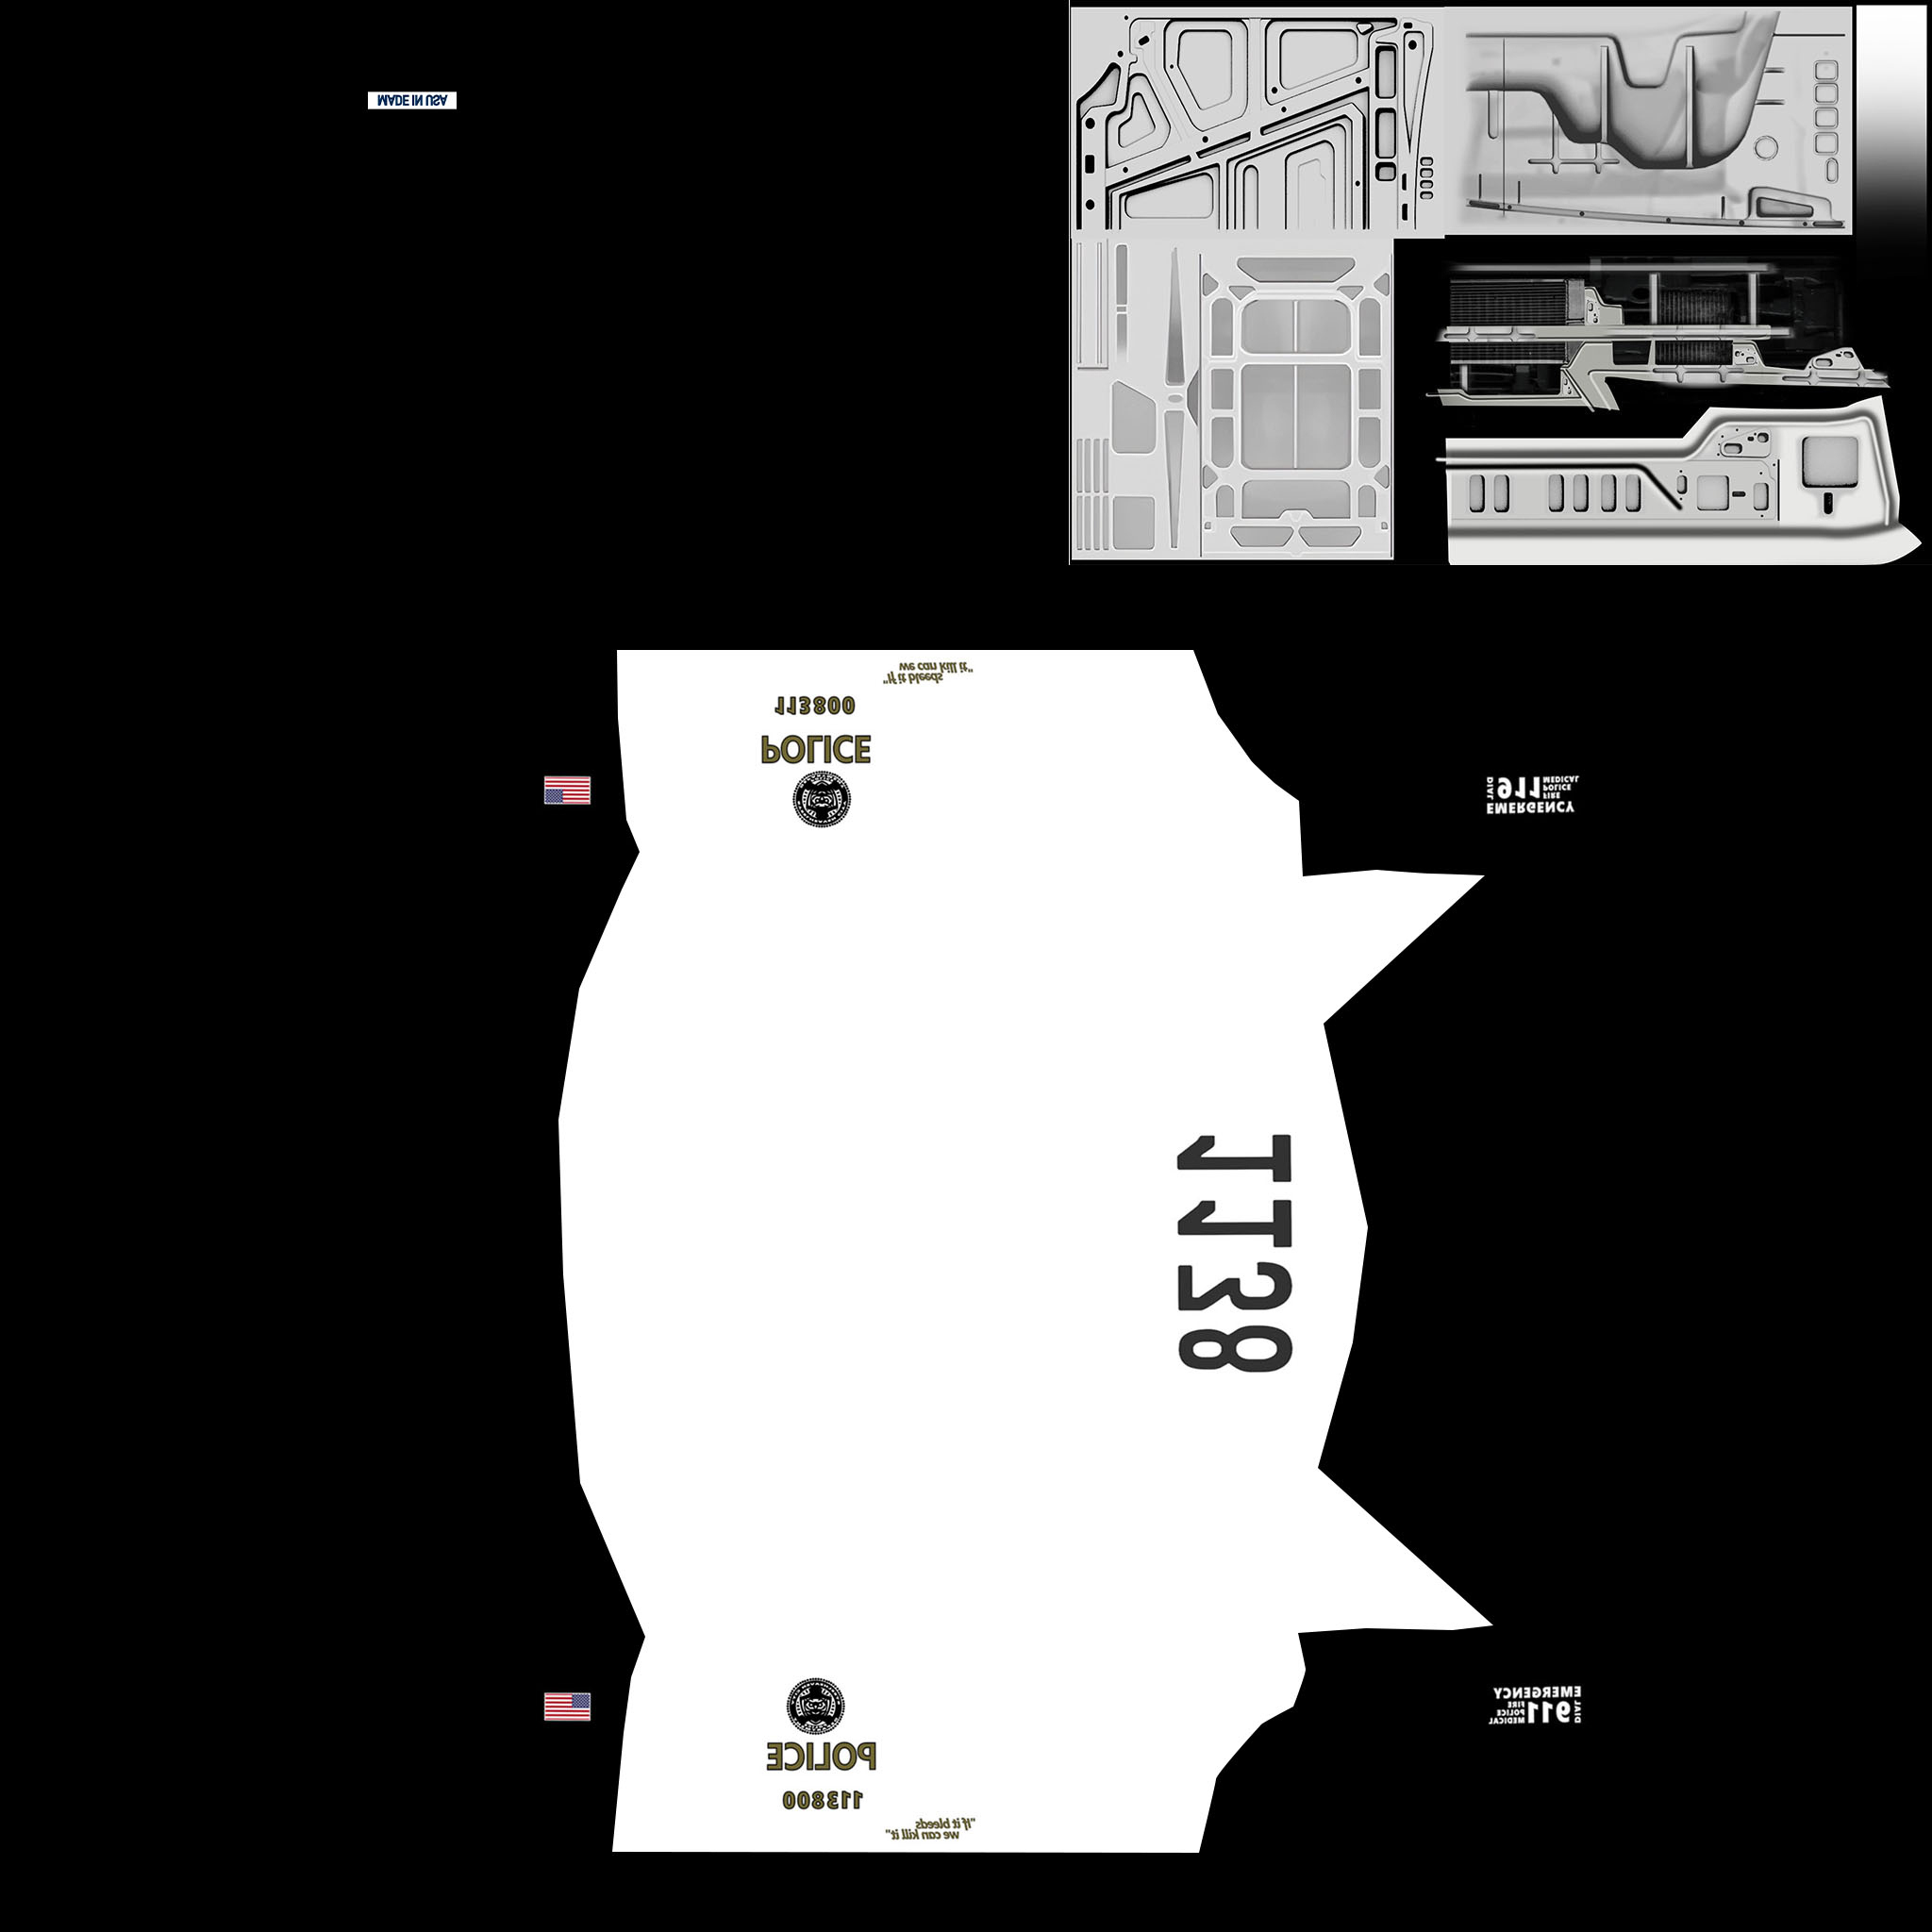 MADE IN USA
"If it bleeds
we can kill it"
113800
POLICE
DIAL 911
MEDICAL
POLICE
FIRE
EMERGENCY
1138
EMERGENCY
DIAL 911
FIRE
POLICE
MEDICAL
POLICE
113800
"If it bleeds
we can kill it"